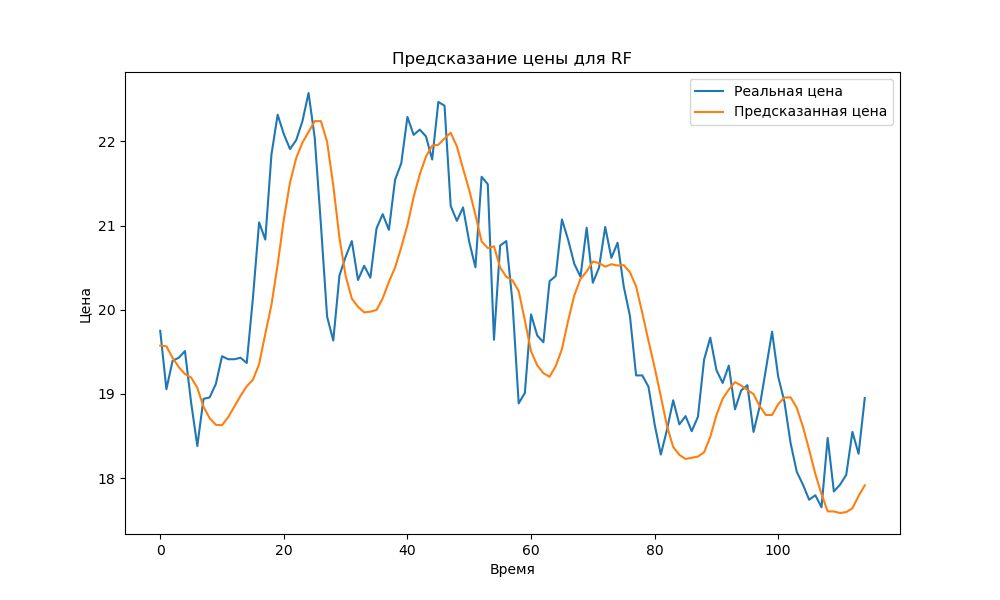 Предсказание цены для RF
Реальная цена
Предсказанная цена
22
21
20
19
18
Цена
0 20 40 60 80 100
Время